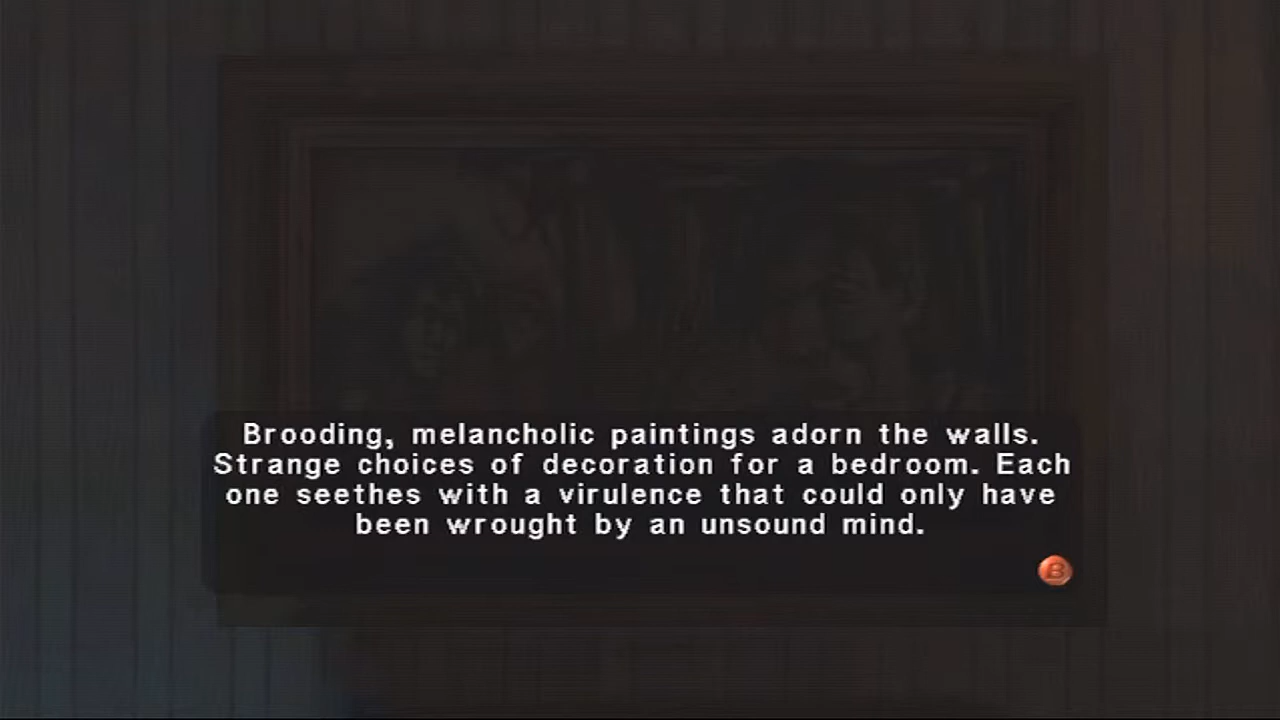 Brooding, melancholic paintings adorn the walls.
Strange choices of decoration for a bedroom. Each
one seethes with a virulence that could only have
been wrought by an unsound mind.
B